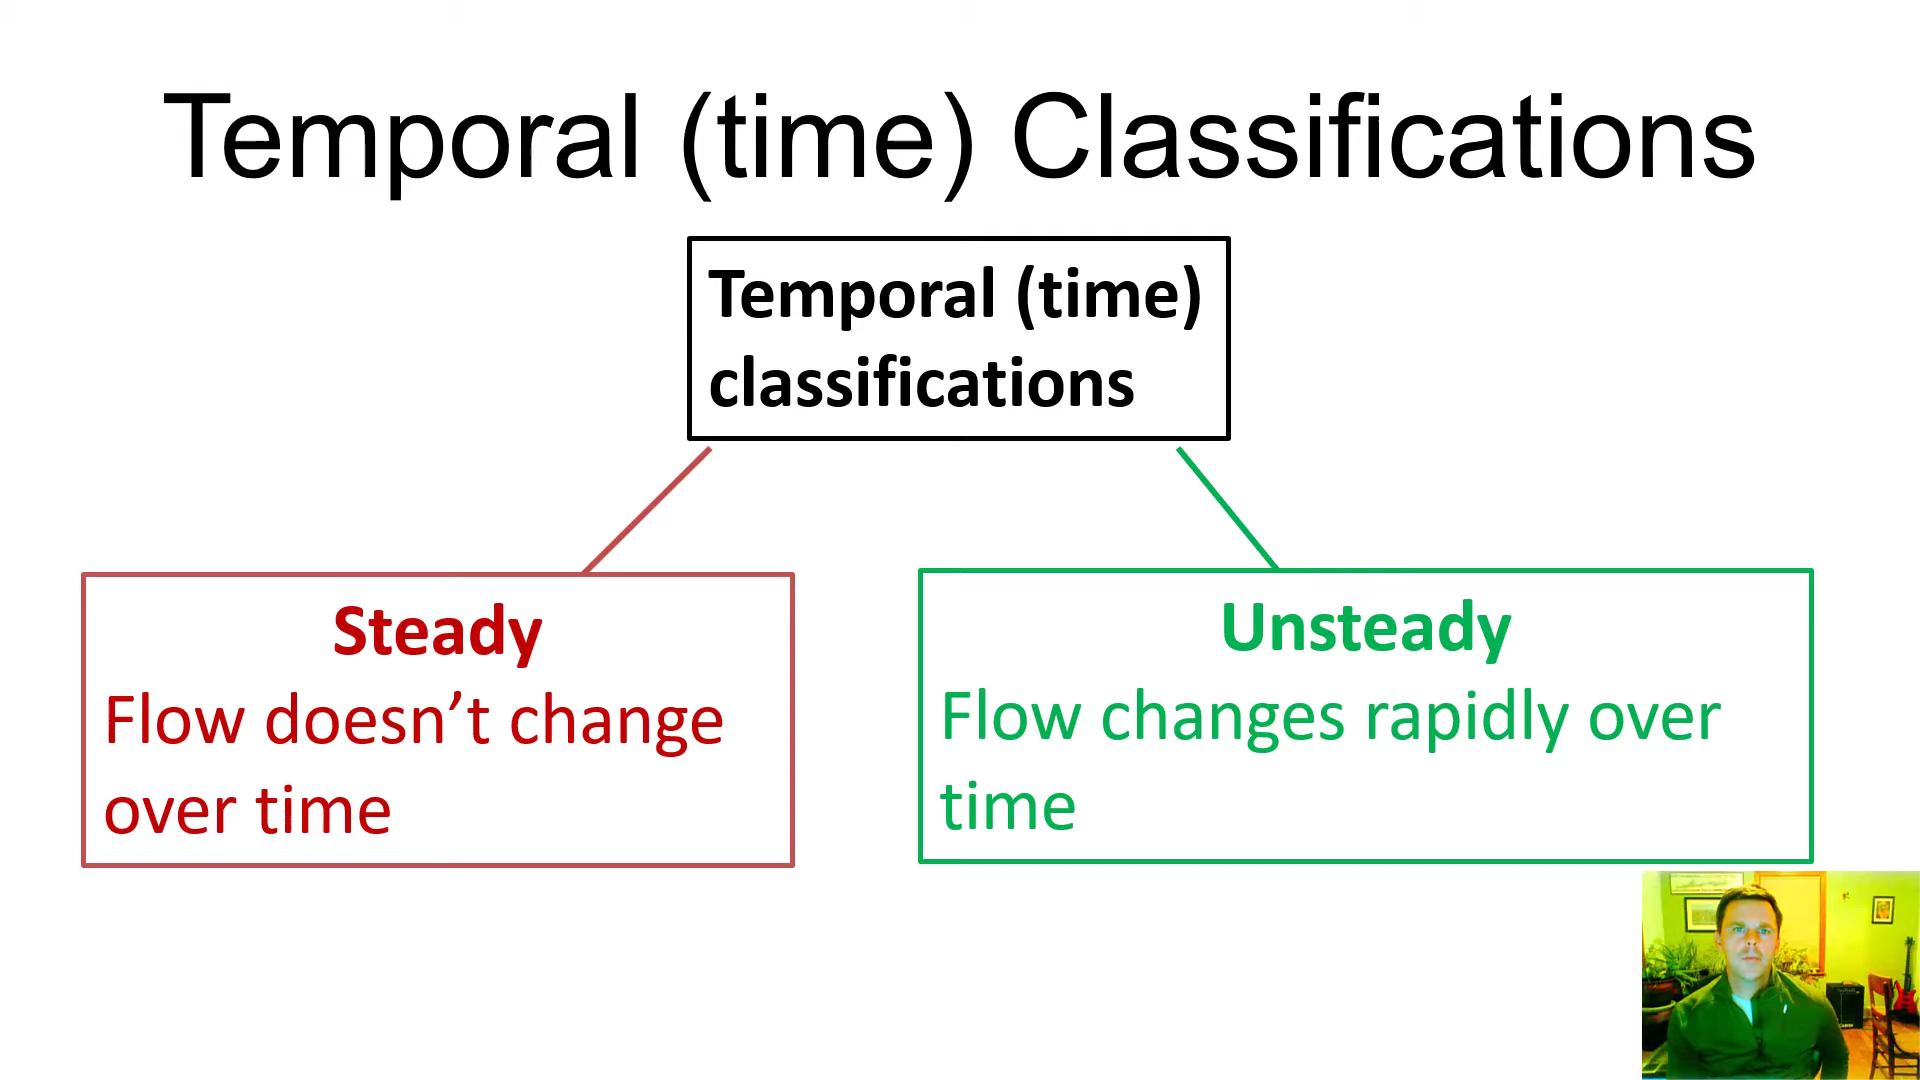 Temporal (time) Classifications
Temporal (time)
classifications
Steady
Flow doesn’t change
over time
Unsteady
Flow changes rapidly over
time